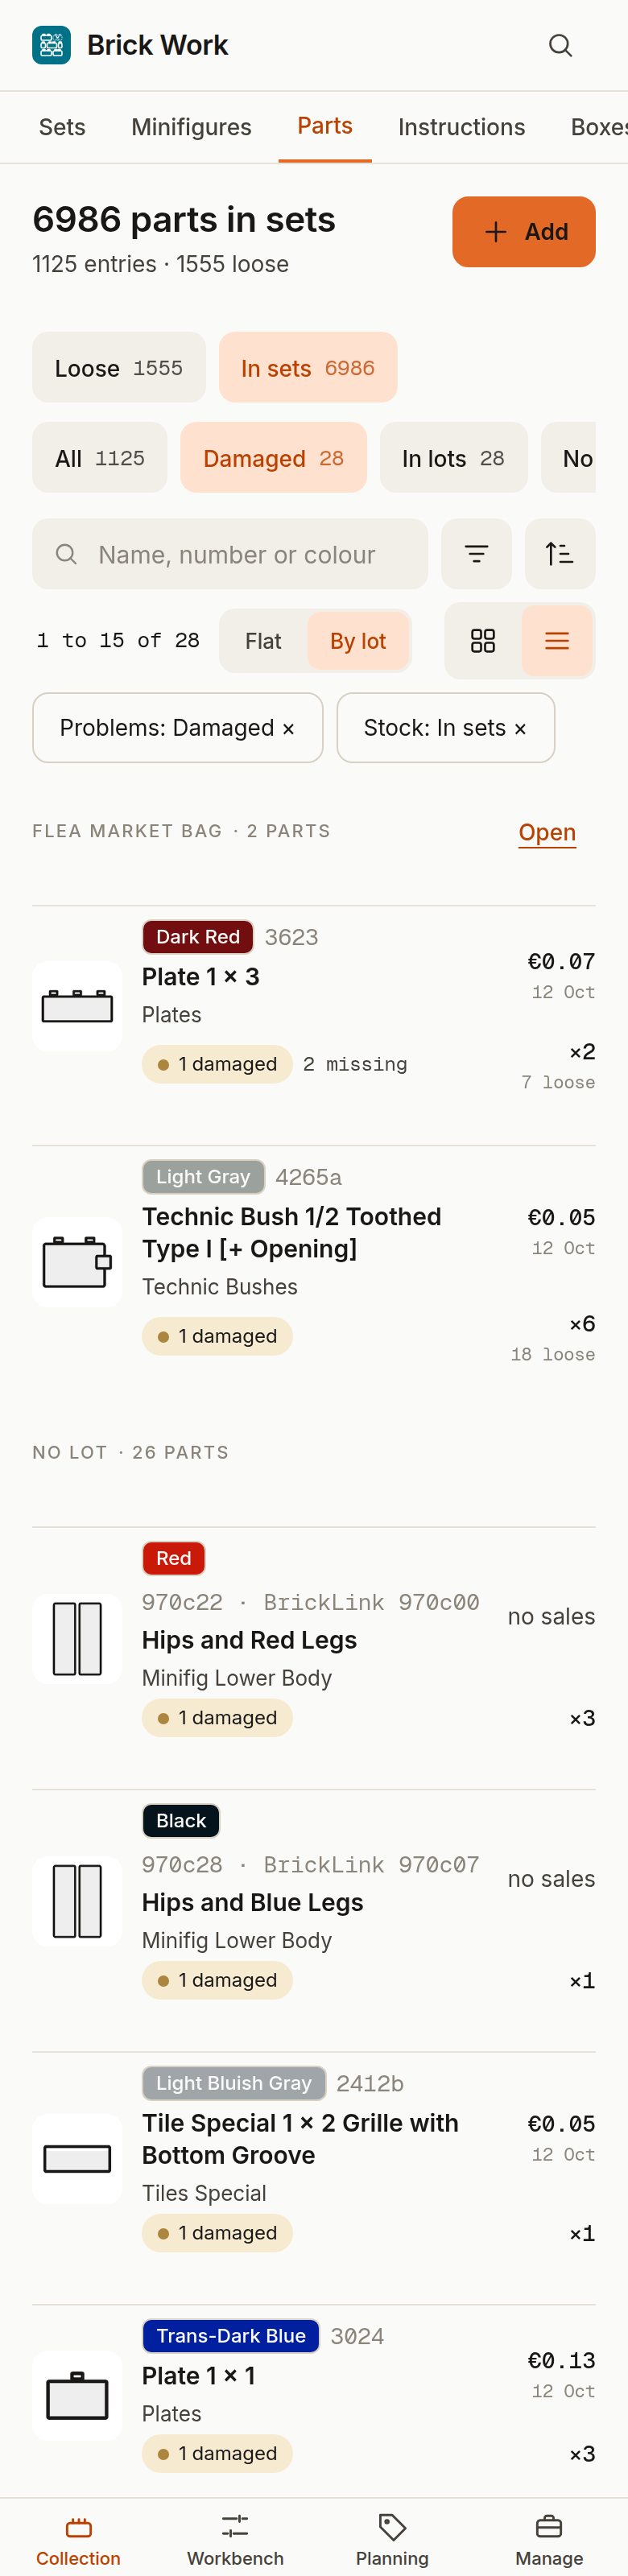 Brick Work
Sets Minifigures Parts Instructions Boxes
6986 parts in sets
1125 entries · 1555 loose
+ Add
Loose 1555 In sets 6986
All 1125 Damaged 28 In lots 28 No
Name, number or colour
1 to 15 of 28 Flat By lot
Problems: Damaged × Stock: In sets ×
FLEA MARKET BAG · 2 PARTS Open
Dark Red 3623
Plate 1 × 3
Plates
1 damaged 2 missing
€0.07
12 Oct
×2
7 loose
Light Gray 4265a
Technic Bush 1/2 Toothed
Type I [+ Opening]
Technic Bushes
1 damaged
€0.05
12 Oct
×6
18 loose
NO LOT · 26 PARTS
Red
970c22 · BrickLink 970c00
Hips and Red Legs
Minifig Lower Body
1 damaged
no sales
×3
Black
970c28 · BrickLink 970c07
Hips and Blue Legs
Minifig Lower Body
1 damaged
no sales
×1
Light Bluish Gray 2412b
Tile Special 1 × 2 Grille with
Bottom Groove
Tiles Special
1 damaged
€0.05
12 Oct
×1
Trans-Dark Blue 3024
Plate 1 × 1
Plates
1 damaged
€0.13
12 Oct
×3
Collection Workbench Planning Manage